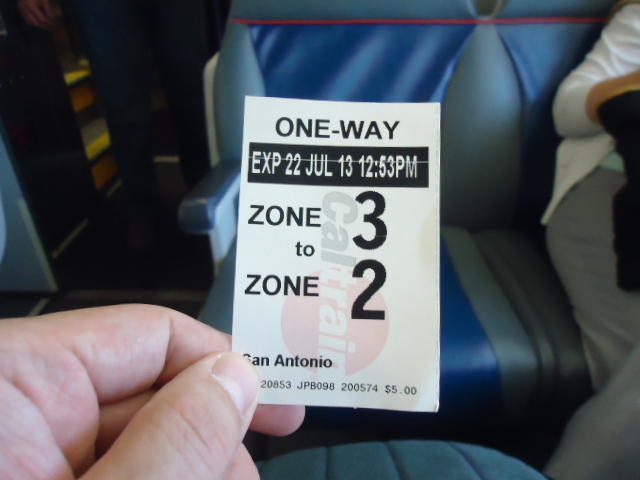 ONE-WAY
EXP 22 JUL 13 12:53PM
ZONE 3
to
ZONE 2
caltrain
San Antonio
20853 JPB098 200574 $5.00